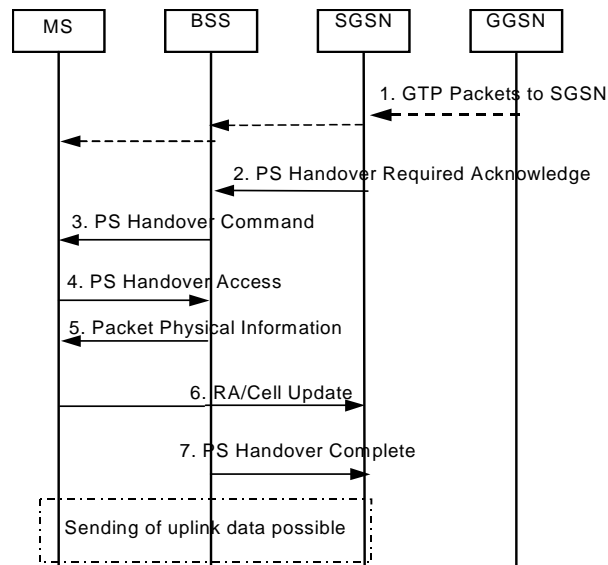 MS BSS SGSN GGSN
1. GTP Packets to SGSN
2. PS Handover Required Acknowledge
3. PS Handover Command
4. PS Handover Access
5. Packet Physical Information
6. RA/Cell Update
7. PS Handover Complete
Sending of uplink data possible